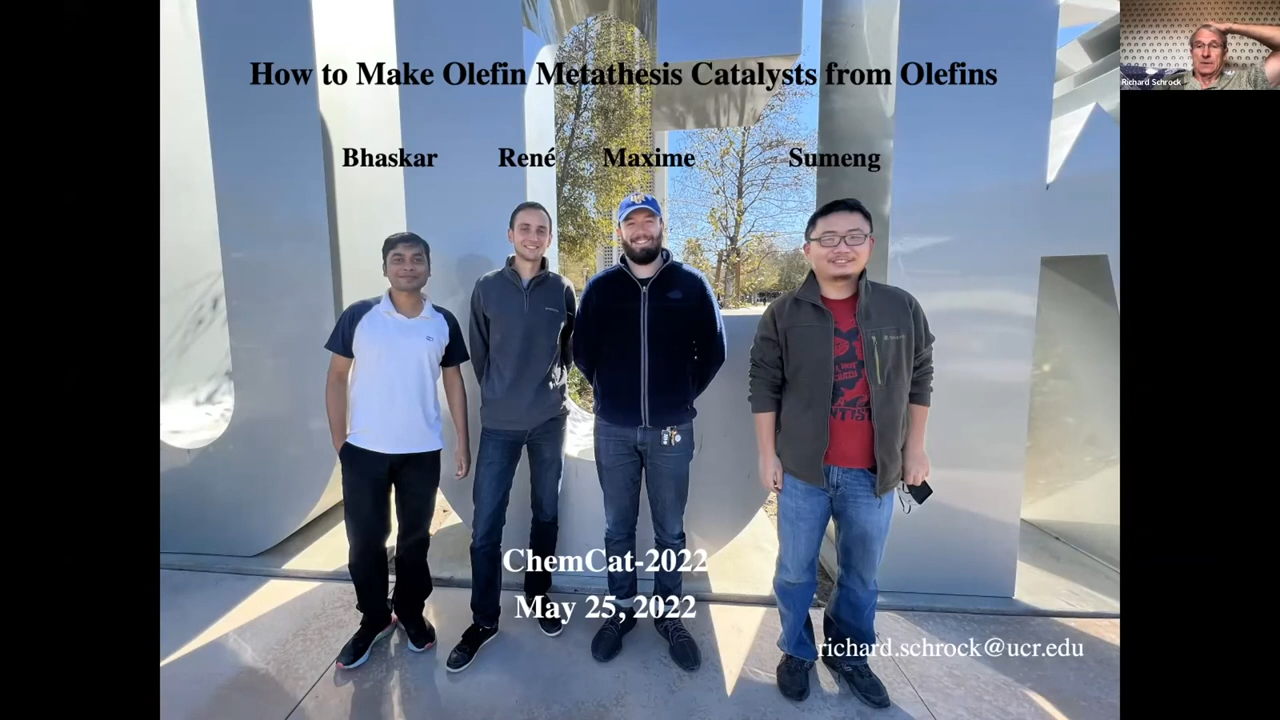 How to Make Olefin Metathesis Catalysts from Olefins
Richard Schrock
Bhaskar René Maxime Sumeng
ChemCat-2022
May 25, 2022
richard.schrock@ucr.edu